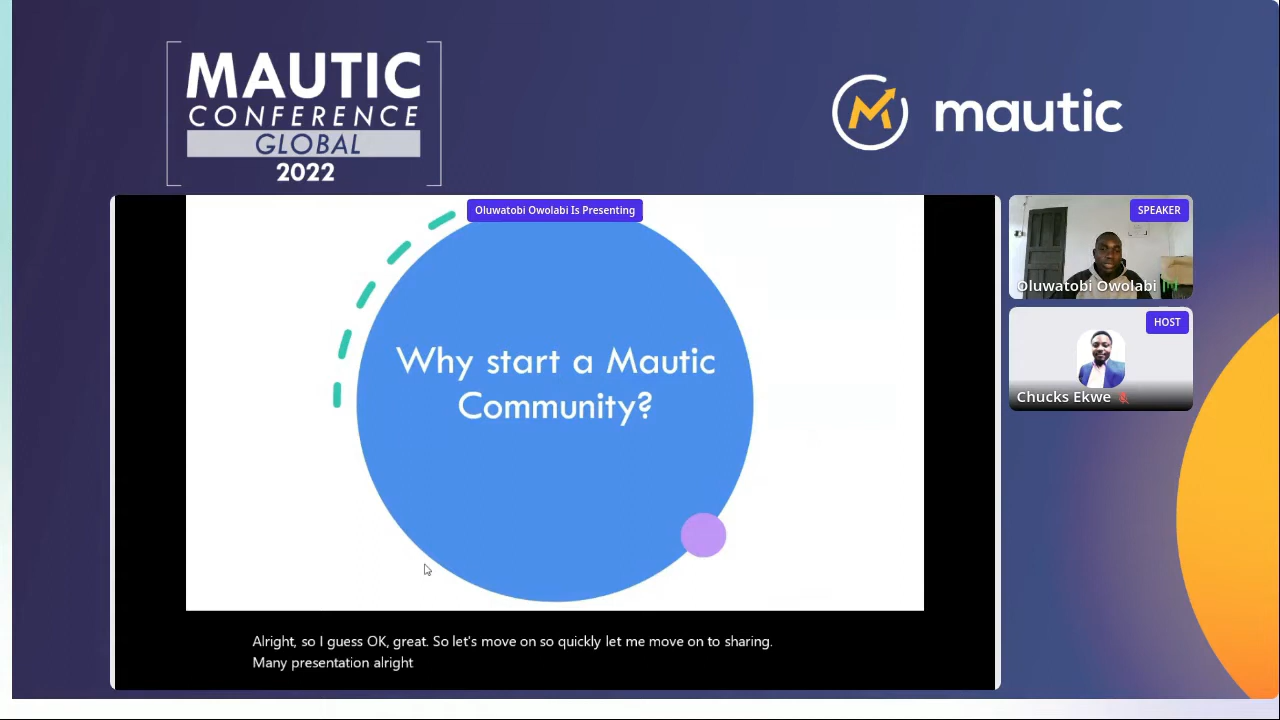 MAUTIC
CONFERENCE
GLOBAL
2022
mautic
Oluwatobi Owolabi Is Presenting
Why start a Mautic
Community?
SPEAKER
Oluwatobi Owolabi
HOST
Chucks Ekwe
Alright, so I guess OK, great. So let's move on so quickly let me move on to sharing.
Many presentation alright